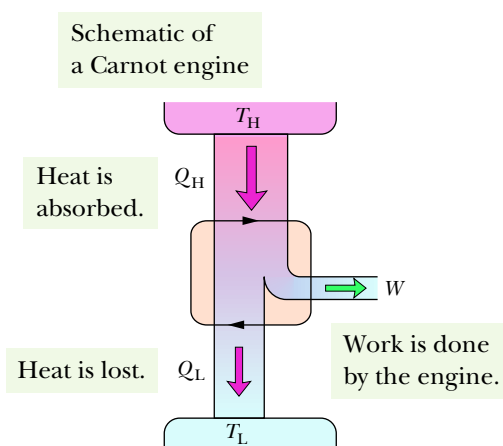 Schematic of
a Carnot engine
T_H
Q_H
Heat is
absorbed.
W
Work is done
by the engine.
Heat is lost.
Q_L
T_L